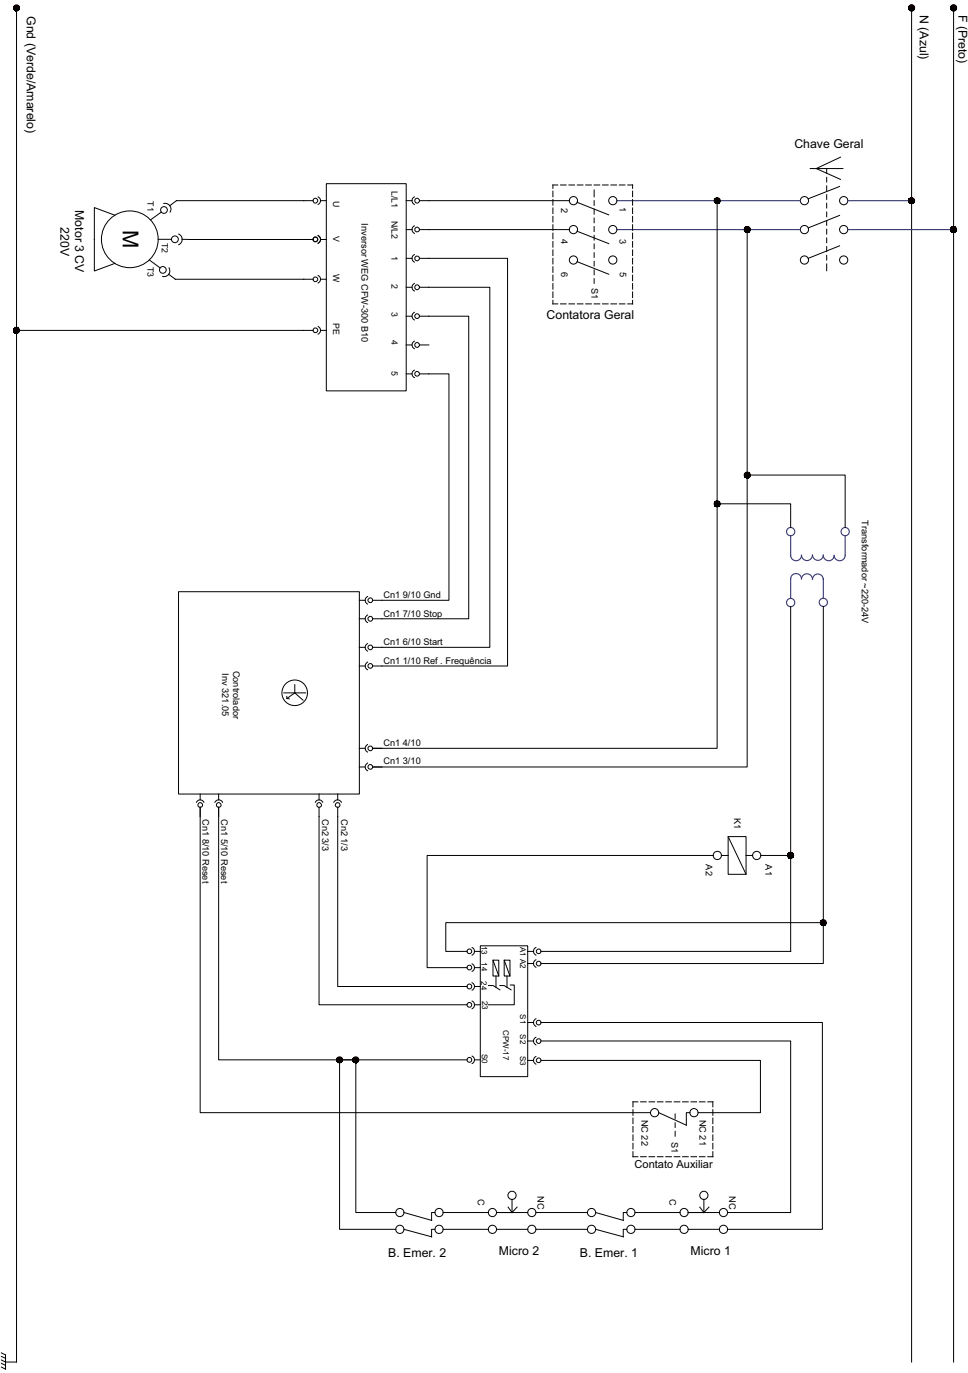 F (Preto)
N (Azul)
Gnd (Verde/Amarelo)
Chave Geral
1
2
3
4
5
6
S1
Contatora Geral
L/L1
N/L2
1
2
3
4
5
U
V
W
PE
Inversor WEG CFW-300 B10
T1
T2
T3
M
Motor 3 CV
220V
Transformador ~220-24V
Cn1 9/10 Gnd
Cn1 7/10 Stop
Cn1 6/10 Start
Cn1 1/10 Ref. Frequência
Cn1 4/10
Cn1 3/10
Controlador
Inv 321.05
Cn2 1/3
Cn2 3/3
Cn1 5/10 Reset
Cn1 8/10 Reset
K1
A1
A2
13
14
24
23
S0
A1
A2
S1
S2
S3
CPW-17
NC 21
NC 22
S1
Contato Auxiliar
NC
C
NC
C
B. Emer. 2
Micro 2
B. Emer. 1
Micro 1